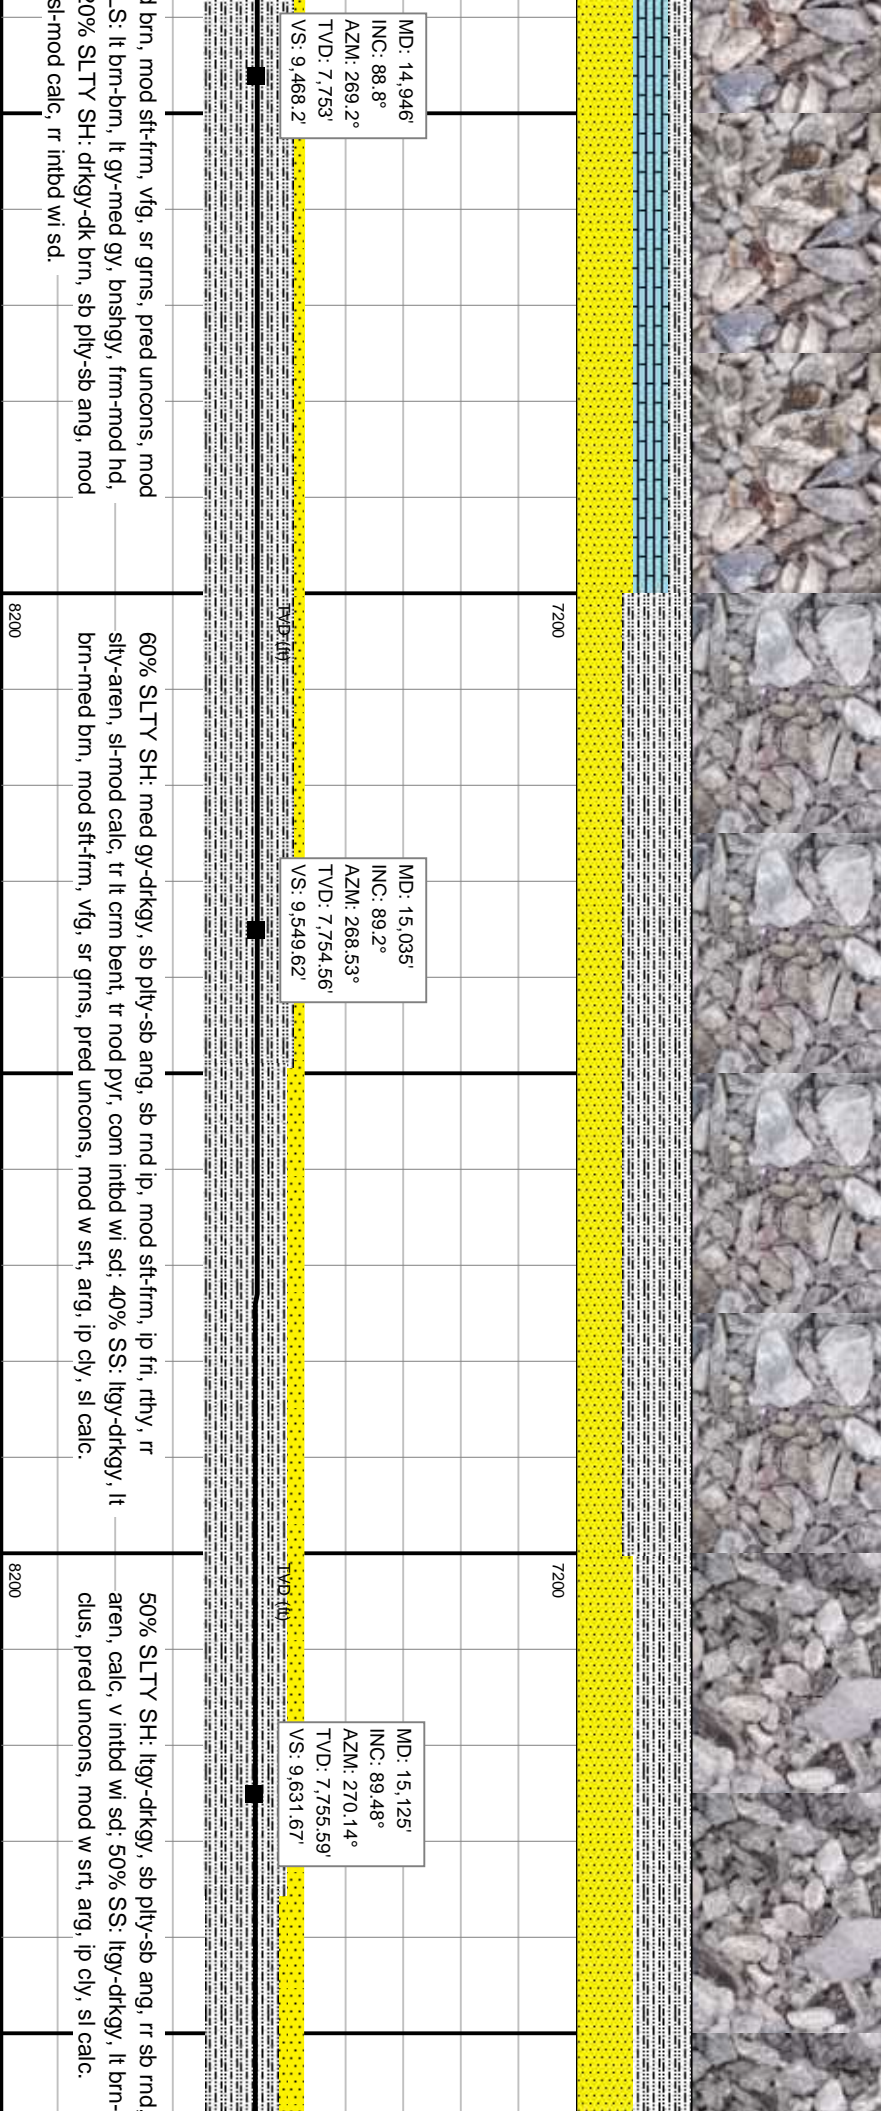 d brn, mod sft-frm, vfg, sr grns, pred uncons, mod
LS: lt brn-brn, lt gy-med gy, bnshgy, frm-mod hd,
20% SLTY SH: drkgy-dk brn, sb plty-sb ang, mod
sl-mod calc, rr intbd wi sd.
MD: 14,946'
INC: 88.8°
AZM: 269.2°
TVD: 7,753'
VS: 9,468.2'
7200
TVD (ft)
8200
60% SLTY SH: med gy-drkgy, sb plty-sb ang, sb rnd ip, mod sft-frm, ip fri, rthy, rr
slty-aren, sl-mod calc, tr lt crm bent, tr nod pyr, com intbd wi sd; 40% SS: ltgy-drkgy, lt
brn-med brn, mod sft-frm, vfg, sr grns, pred uncons, mod w srt, arg, ip cly, sl calc.
MD: 15,035'
INC: 89.2°
AZM: 268.53°
TVD: 7,754.56'
VS: 9,549.62'
7200
TVD (ft)
8200
50% SLTY SH: ltgy-drkgy, sb plty-sb ang, rr sb rnd,
aren, calc, v intbd wi sd; 50% SS: ltgy-drkgy, lt brn-
clus, pred uncons, mod w srt, arg, ip cly, sl calc.
MD: 15,125'
INC: 89.48°
AZM: 270.14°
TVD: 7,755.59'
VS: 9,631.67'